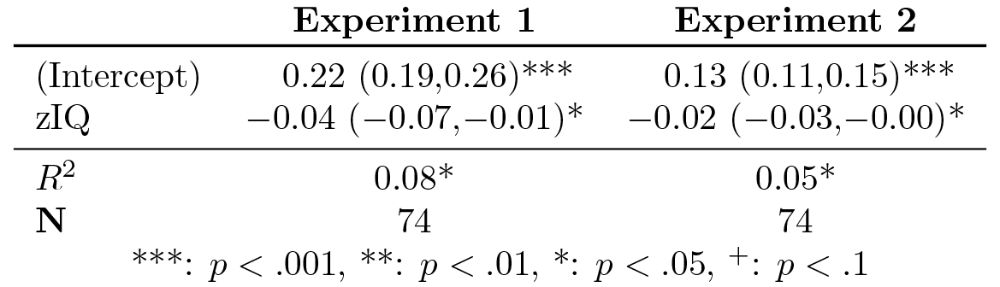 Experiment 1 Experiment 2
(Intercept) 0.22 (0.19,0.26)*** 0.13 (0.11,0.15)***
zIQ −0.04 (−0.07,−0.01)* −0.02 (−0.03,−0.00)*
R² 0.08* 0.05*
N 74 74
***: p < .001, **: p < .01, *: p < .05, ⁺: p < .1